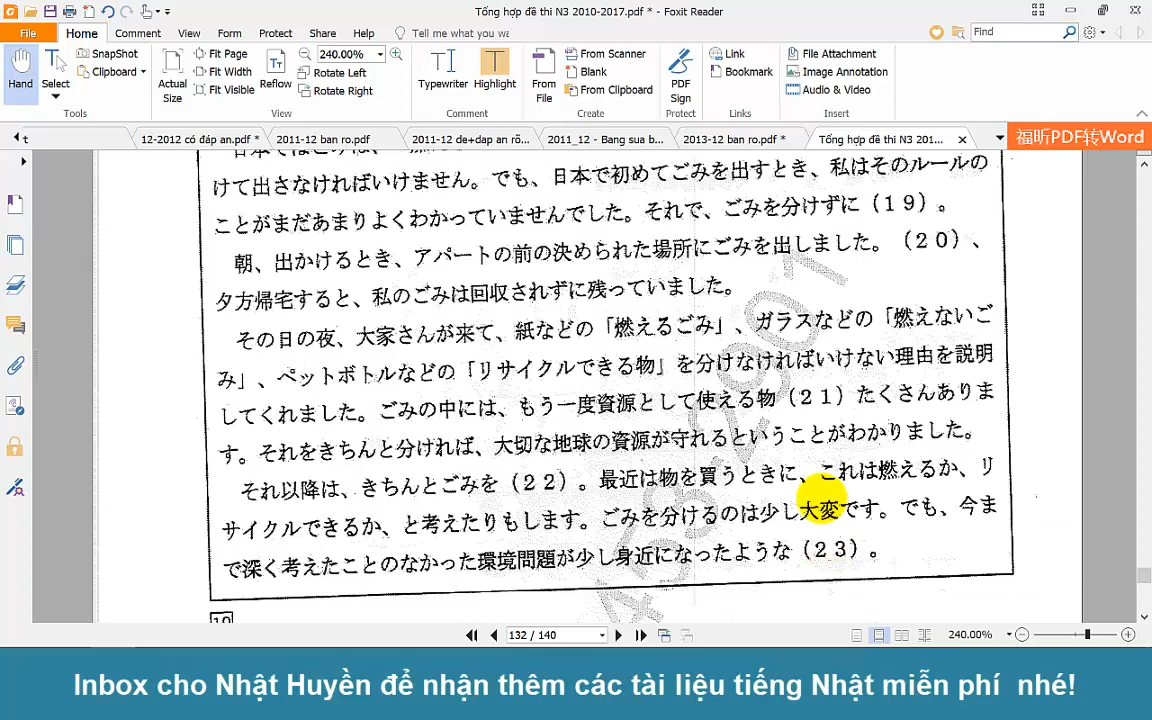 Tổng hợp đề thi N3 2010-2017.pdf * - Foxit Reader
File Home Comment View Form Protect Share Help Tell me what you wa Find
Hand Select SnapShot Clipboard Actual Size Fit Page Fit Width Fit Visible Reflow 240.00% Rotate Left Rotate Right Typewriter Highlight From File From Scanner Blank From Clipboard PDF Sign Link Bookmark File Attachment Image Annotation Audio & Video
Tools View Comment Create Protect Links Insert
t 12-2012 có đáp an.pdf * 2011-12 ban ro.pdf 2011-12 de+dap an rõ... 2011_12 - Bang sua b... 2013-12 ban ro.pdf * Tổng hợp đề thi N3 201... 福昕PDF转Word
けて出さなければいけません。でも、日本で初めてごみを出すとき、私はそのルールの
ことがまだあまりよくわかっていませんでした。それで、ごみを分けずに（19）。
朝、出かけるとき、アパートの前の決められた場所にごみを出しました。（20）、
夕方帰宅すると、私のごみは回収されずに残っていました。
その日の夜、大家さんが来て、紙などの「燃えるごみ」、ガラスなどの「燃えないご
み」、ペットボトルなどの「リサイクルできる物」を分けなければいけない理由を説明
してくれました。ごみの中には、もう一度資源として使える物（21）たくさんありま
す。それをきちんと分ければ、大切な地球の資源が守れるということがわかりました。
それ以降は、きちんとごみを（22）。最近は物を買うときに、これは燃えるか、リ
サイクルできるか、と考えたりもします。ごみを分けるのは少し大変です。でも、今ま
で深く考えたことのなかった環境問題が少し身近になったような（23）。
132 / 140 240.00%
Inbox cho Nhật Huyền để nhận thêm các tài liệu tiếng Nhật miễn phí nhé!